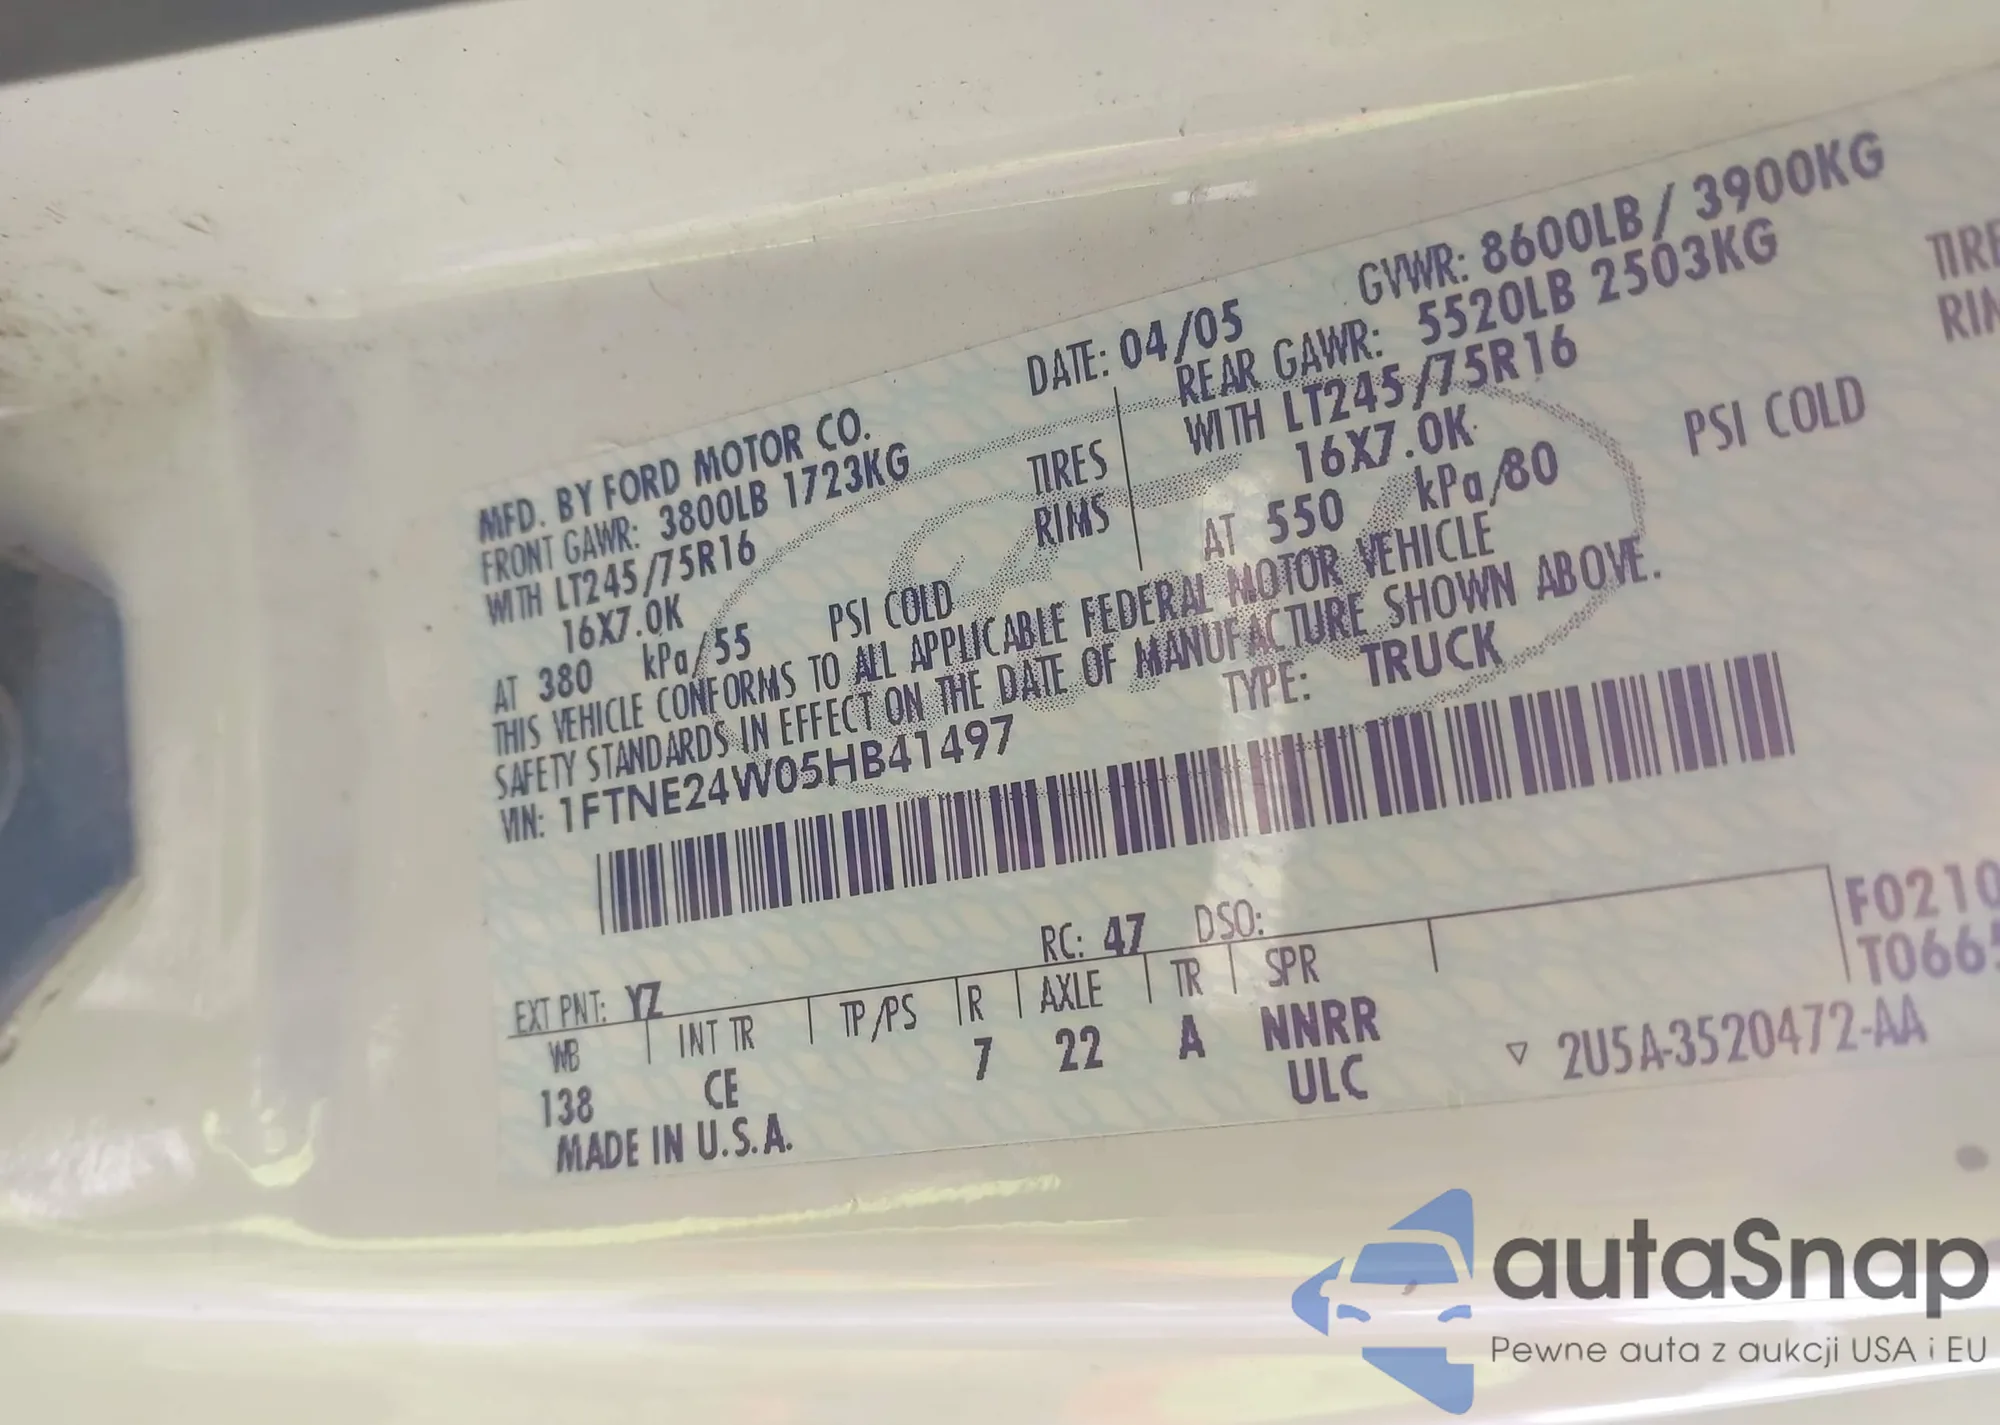 MFD. BY FORD MOTOR CO.
DATE: 04/05
GVWR: 8600LB / 3900KG
FRONT GAWR: 3800LB 1723KG
REAR GAWR: 5520LB 2503KG
WITH LT245/75R16
TIRES
WITH LT245/75R16
TIRE
16X7.0K
RIMS
16X7.0K
AT 380 kPa/55 PSI COLD
AT 550 kPa/80 PSI COLD
THIS VEHICLE CONFORMS TO ALL APPLICABLE FEDERAL MOTOR VEHICLE
SAFETY STANDARDS IN EFFECT ON THE DATE OF MANUFACTURE SHOWN ABOVE.
VIN: 1FTNE24W05HB41497
TYPE: TRUCK
F0210
RC: 47 DSO:
EXT PNT: YZ
WB INT TR TP/PS R AXLE TR SPR
138 CE 7 22 A NNRR
ULC
MADE IN U.S.A.
▽ 2U5A-3520472-AA
autaSnap
Pewne auta z aukcji USA i EU